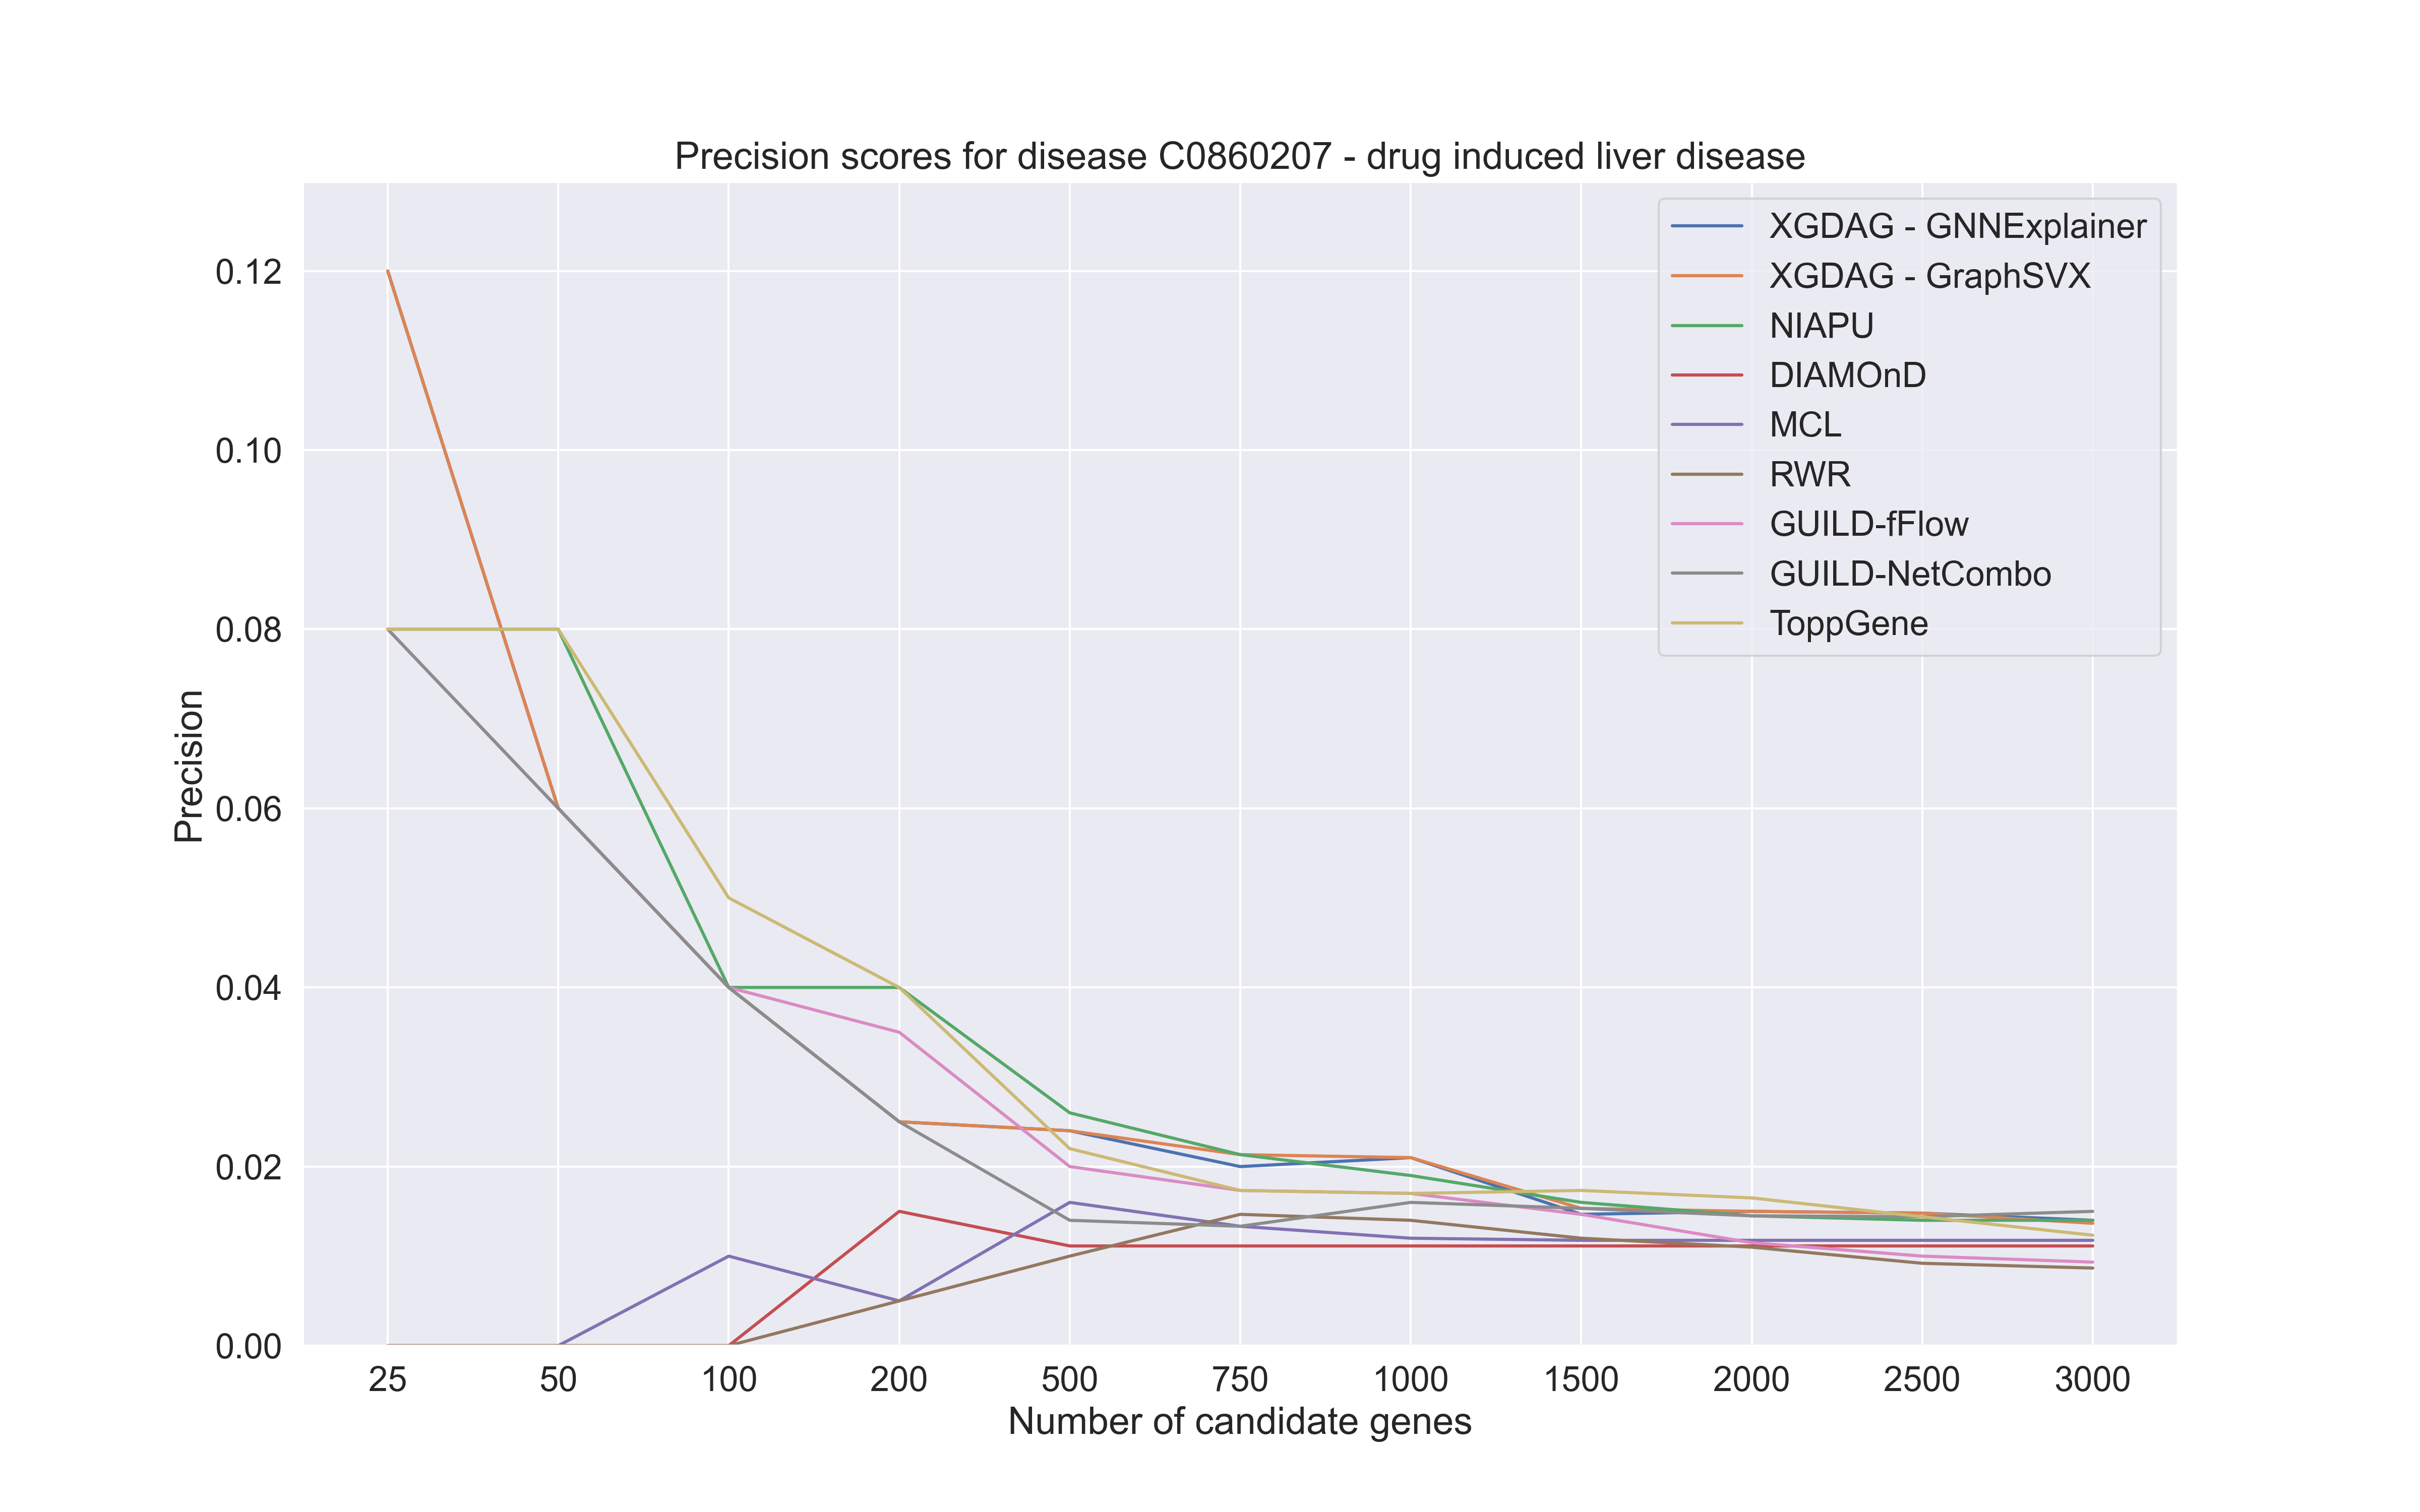 Precision scores for disease C0860207 - drug induced liver disease
XGDAG - GNNExplainer
XGDAG - GraphSVX
NIAPU
DIAMOnD
MCL
RWR
GUILD-fFlow
GUILD-NetCombo
ToppGene
Precision
0.12
0.10
0.08
0.06
0.04
0.02
0.00
25 50 100 200 500 750 1000 1500 2000 2500 3000
Number of candidate genes